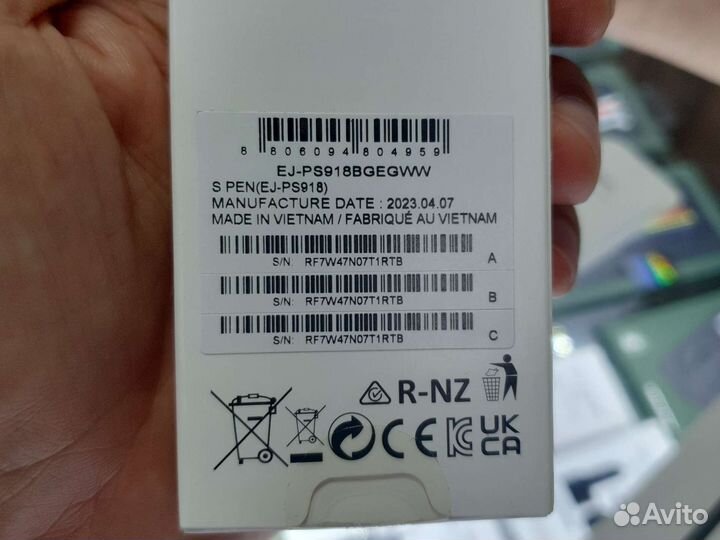 8 806094 804959
EJ-PS918BGEGWW
S PEN(EJ-PS918)
MANUFACTURE DATE : 2023.04.07
MADE IN VIETNAM / FABRIQUÉ AU VIETNAM
S/N: RF7W47N07T1RTB A
S/N: RF7W47N07T1RTB B
S/N: RF7W47N07T1RTB C
R-NZ
CE UK
CA
Avito